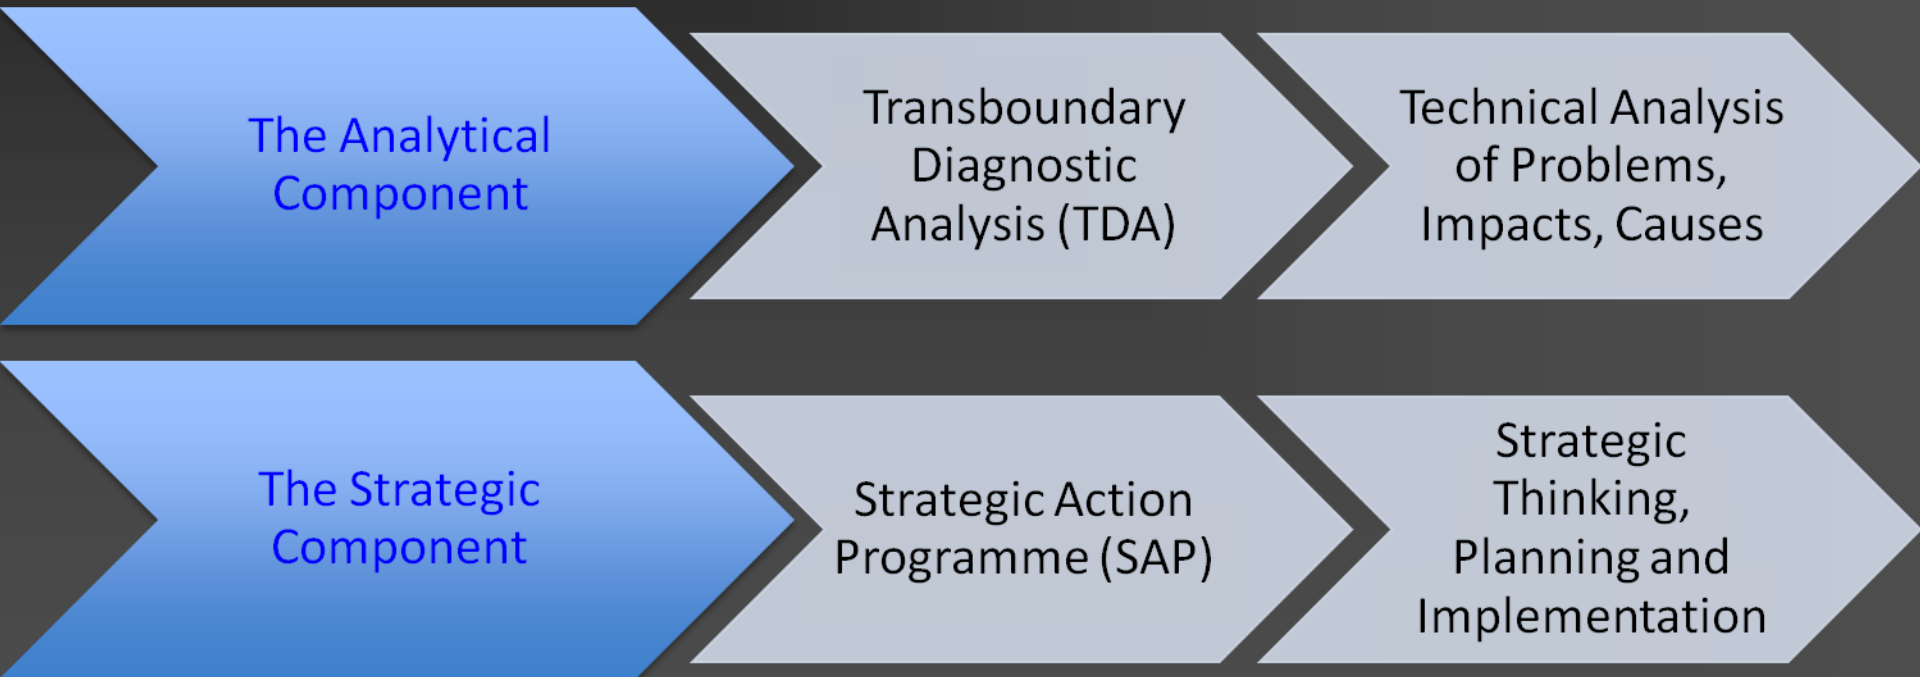 The Analytical
Component
Transboundary
Diagnostic
Analysis (TDA)
Technical Analysis
of Problems,
Impacts, Causes
The Strategic
Component
Strategic Action
Programme (SAP)
Strategic
Thinking,
Planning and
Implementation